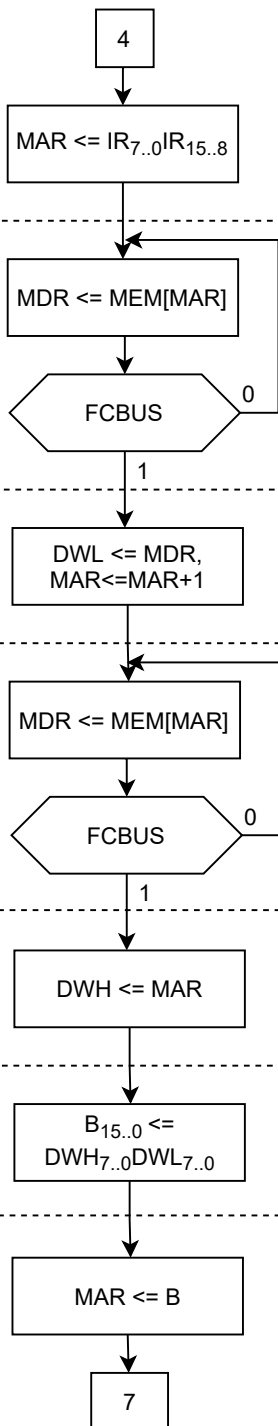 4
MAR <= IR7..0IR15..8
MDR <= MEM[MAR]
0
FCBUS
1
DWL <= MDR,
MAR<=MAR+1
MDR <= MEM[MAR]
0
FCBUS
1
DWH <= MAR
B15..0 <=
DWH7..0DWL7..0
MAR <= B
7